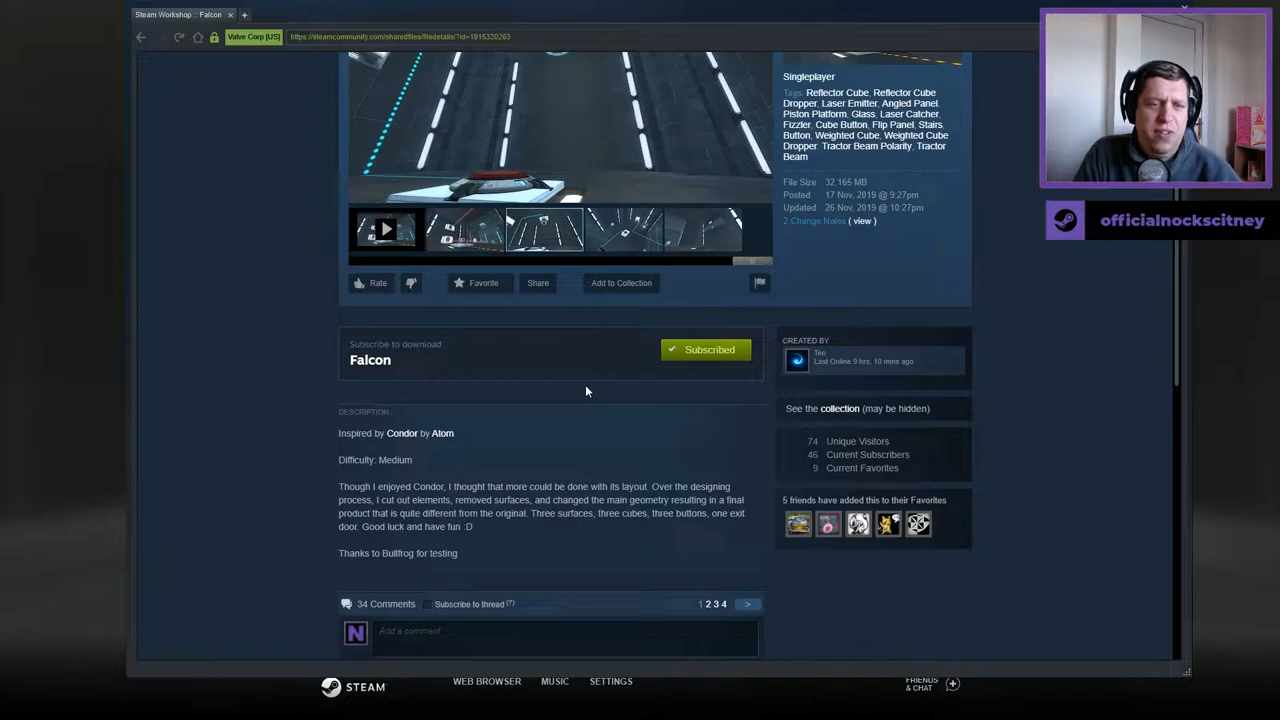 Steam Workshop :: Falcon
Valve Corp [US]
https://steamcommunity.com/sharedfiles/filedetails/?id=1915320263
officialnockscitney
Singleplayer
Tags: Reflector Cube, Reflector Cube
Dropper, Laser Emitter, Angled Panel,
Piston Platform, Glass, Laser Catcher,
Fizzler, Cube Button, Flip Panel, Stairs,
Button, Weighted Cube, Weighted Cube
Dropper, Tractor Beam Polarity, Tractor
Beam
File Size 32.165 MB
Posted 17 Nov, 2019 @ 9:27pm
Updated 26 Nov, 2019 @ 10:27pm
2 Change Notes ( view )
Rate
Favorite
Share
Add to Collection
Subscribe to download
Falcon
Subscribed
CREATED BY
Teo
Last Online 9 hrs, 10 mins ago
See the collection (may be hidden)
74 Unique Visitors
46 Current Subscribers
9 Current Favorites
5 friends have added this to their Favorites
DESCRIPTION
Inspired by Condor by Atom
Difficulty: Medium
Though I enjoyed Condor, I thought that more could be done with its layout. Over the designing
process, I cut out elements, removed surfaces, and changed the main geometry resulting in a final
product that is quite different from the original. Three surfaces, three cubes, three buttons, one exit
door. Good luck and have fun :D
Thanks to Bullfrog for testing
34 Comments
Subscribe to thread (?)
1 2 3 4 >
N
Add a comment
STEAM
WEB BROWSER
MUSIC
SETTINGS
FRIENDS
& CHAT